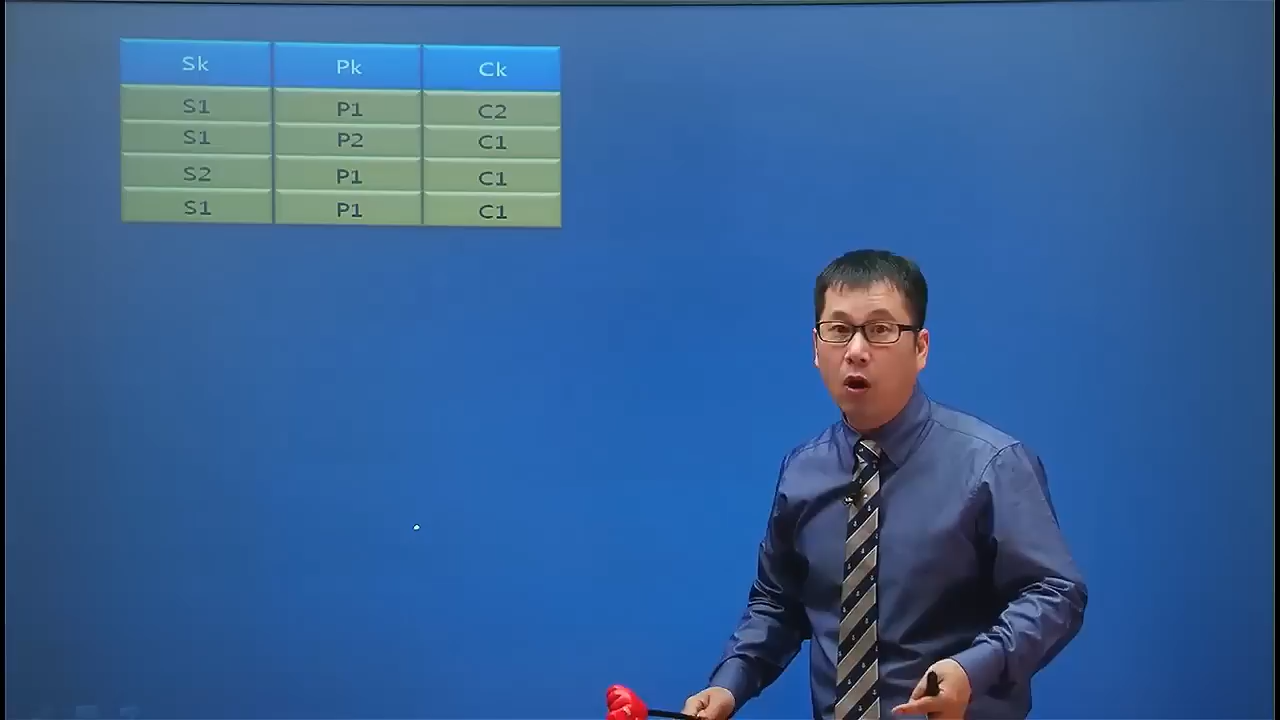 Sk Pk Ck
S1 P1 C2
S1 P2 C1
S2 P1 C1
S1 P1 C1